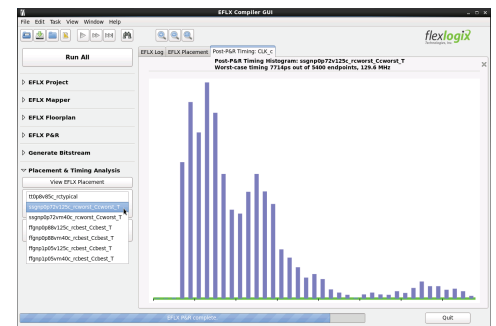 EFLX Compiler GUI
File Edit Task View Window Help
flexlogix
Technologies, Inc.
Run All
EFLX Log
EFLX Placement
Post-P&R Timing: CLK_c
Post-P&R Timing Histogram: ssgnp0p72v125c_rcworst_Ccworst_T
Worst-case timing 7714ps out of 5400 endpoints, 129.6 MHz
EFLX Project
EFLX Mapper
EFLX Floorplan
EFLX P&R
Generate Bitstream
Placement & Timing Analysis
View EFLX Placement
tt0p8v85c_rctypical
ssgnp0p72v125c_rcworst_Ccworst_T
ssgnp0p72vm40c_rcworst_Ccworst_T
ffgnp0p88v125c_rcbest_Ccbest_T
ffgnp0p88vm40c_rcbest_Ccbest_T
ffgnp1p05v125c_rcbest_Ccbest_T
ffgnp1p05vm40c_rcbest_Ccbest_T
EFLX P&R complete.
Quit